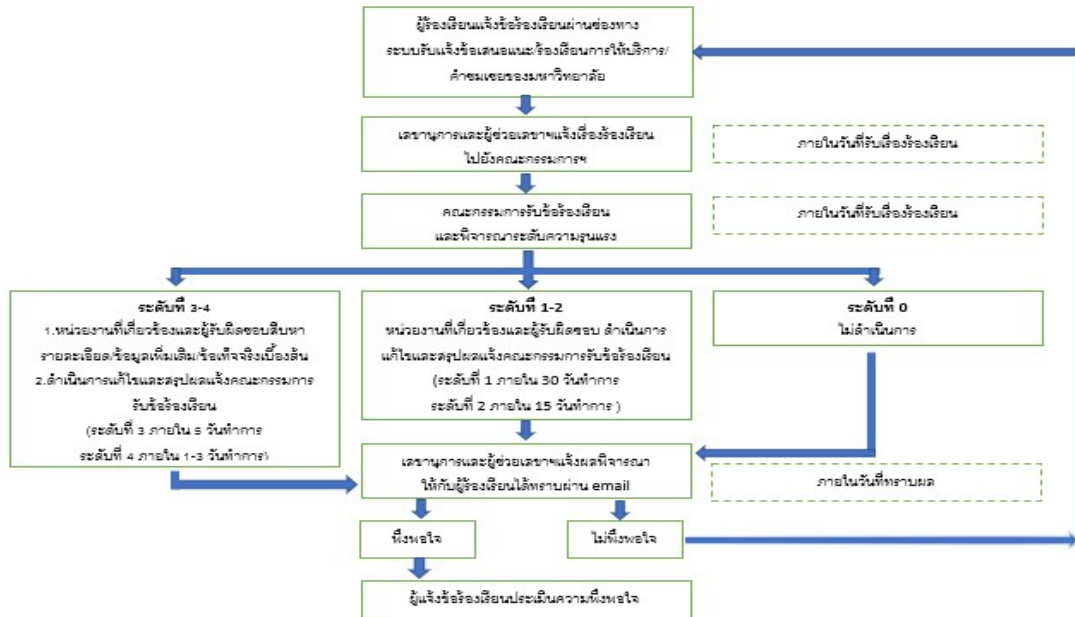 ผู้ร้องเรียนแจ้งข้อร้องเรียนผ่านช่องทาง
ระบบรับแจ้งข้อเสนอแนะ/ร้องเรียนการให้บริการ/
คำชมเชยของมหาวิทยาลัย
เลขานุการและผู้ช่วยเลขาฯแจ้งเรื่องร้องเรียน
ไปยังคณะกรรมการฯ
ภายในวันที่รับเรื่องร้องเรียน
คณะกรรมการรับข้อร้องเรียน
และพิจารณาระดับความรุนแรง
ภายในวันที่รับเรื่องร้องเรียน
ระดับที่ 3-4
1.หน่วยงานที่เกี่ยวข้องและผู้รับผิดชอบสืบหา
รายละเอียด/ข้อมูลเพิ่มเติม/ข้อเท็จจริงเบื้องต้น
2.ดำเนินการแก้ไขและสรุปผลแจ้งคณะกรรมการ
รับข้อร้องเรียน
(ระดับที่ 3 ภายใน 5 วันทำการ
ระดับที่ 4 ภายใน 1-3 วันทำการ)
ระดับที่ 1-2
หน่วยงานที่เกี่ยวข้องและผู้รับผิดชอบ ดำเนินการ
แก้ไขและสรุปผลแจ้งคณะกรรมการรับข้อร้องเรียน
(ระดับที่ 1 ภายใน 30 วันทำการ
ระดับที่ 2 ภายใน 15 วันทำการ )
ระดับที่ 0
ไม่ดำเนินการ
เลขานุการและผู้ช่วยเลขาฯแจ้งผลพิจารณา
ให้กับผู้ร้องเรียนได้ทราบผ่าน email
ภายในวันที่ทราบผล
พึงพอใจ
ไม่พึงพอใจ
ผู้แจ้งข้อร้องเรียนประเมินความพึงพอใจ